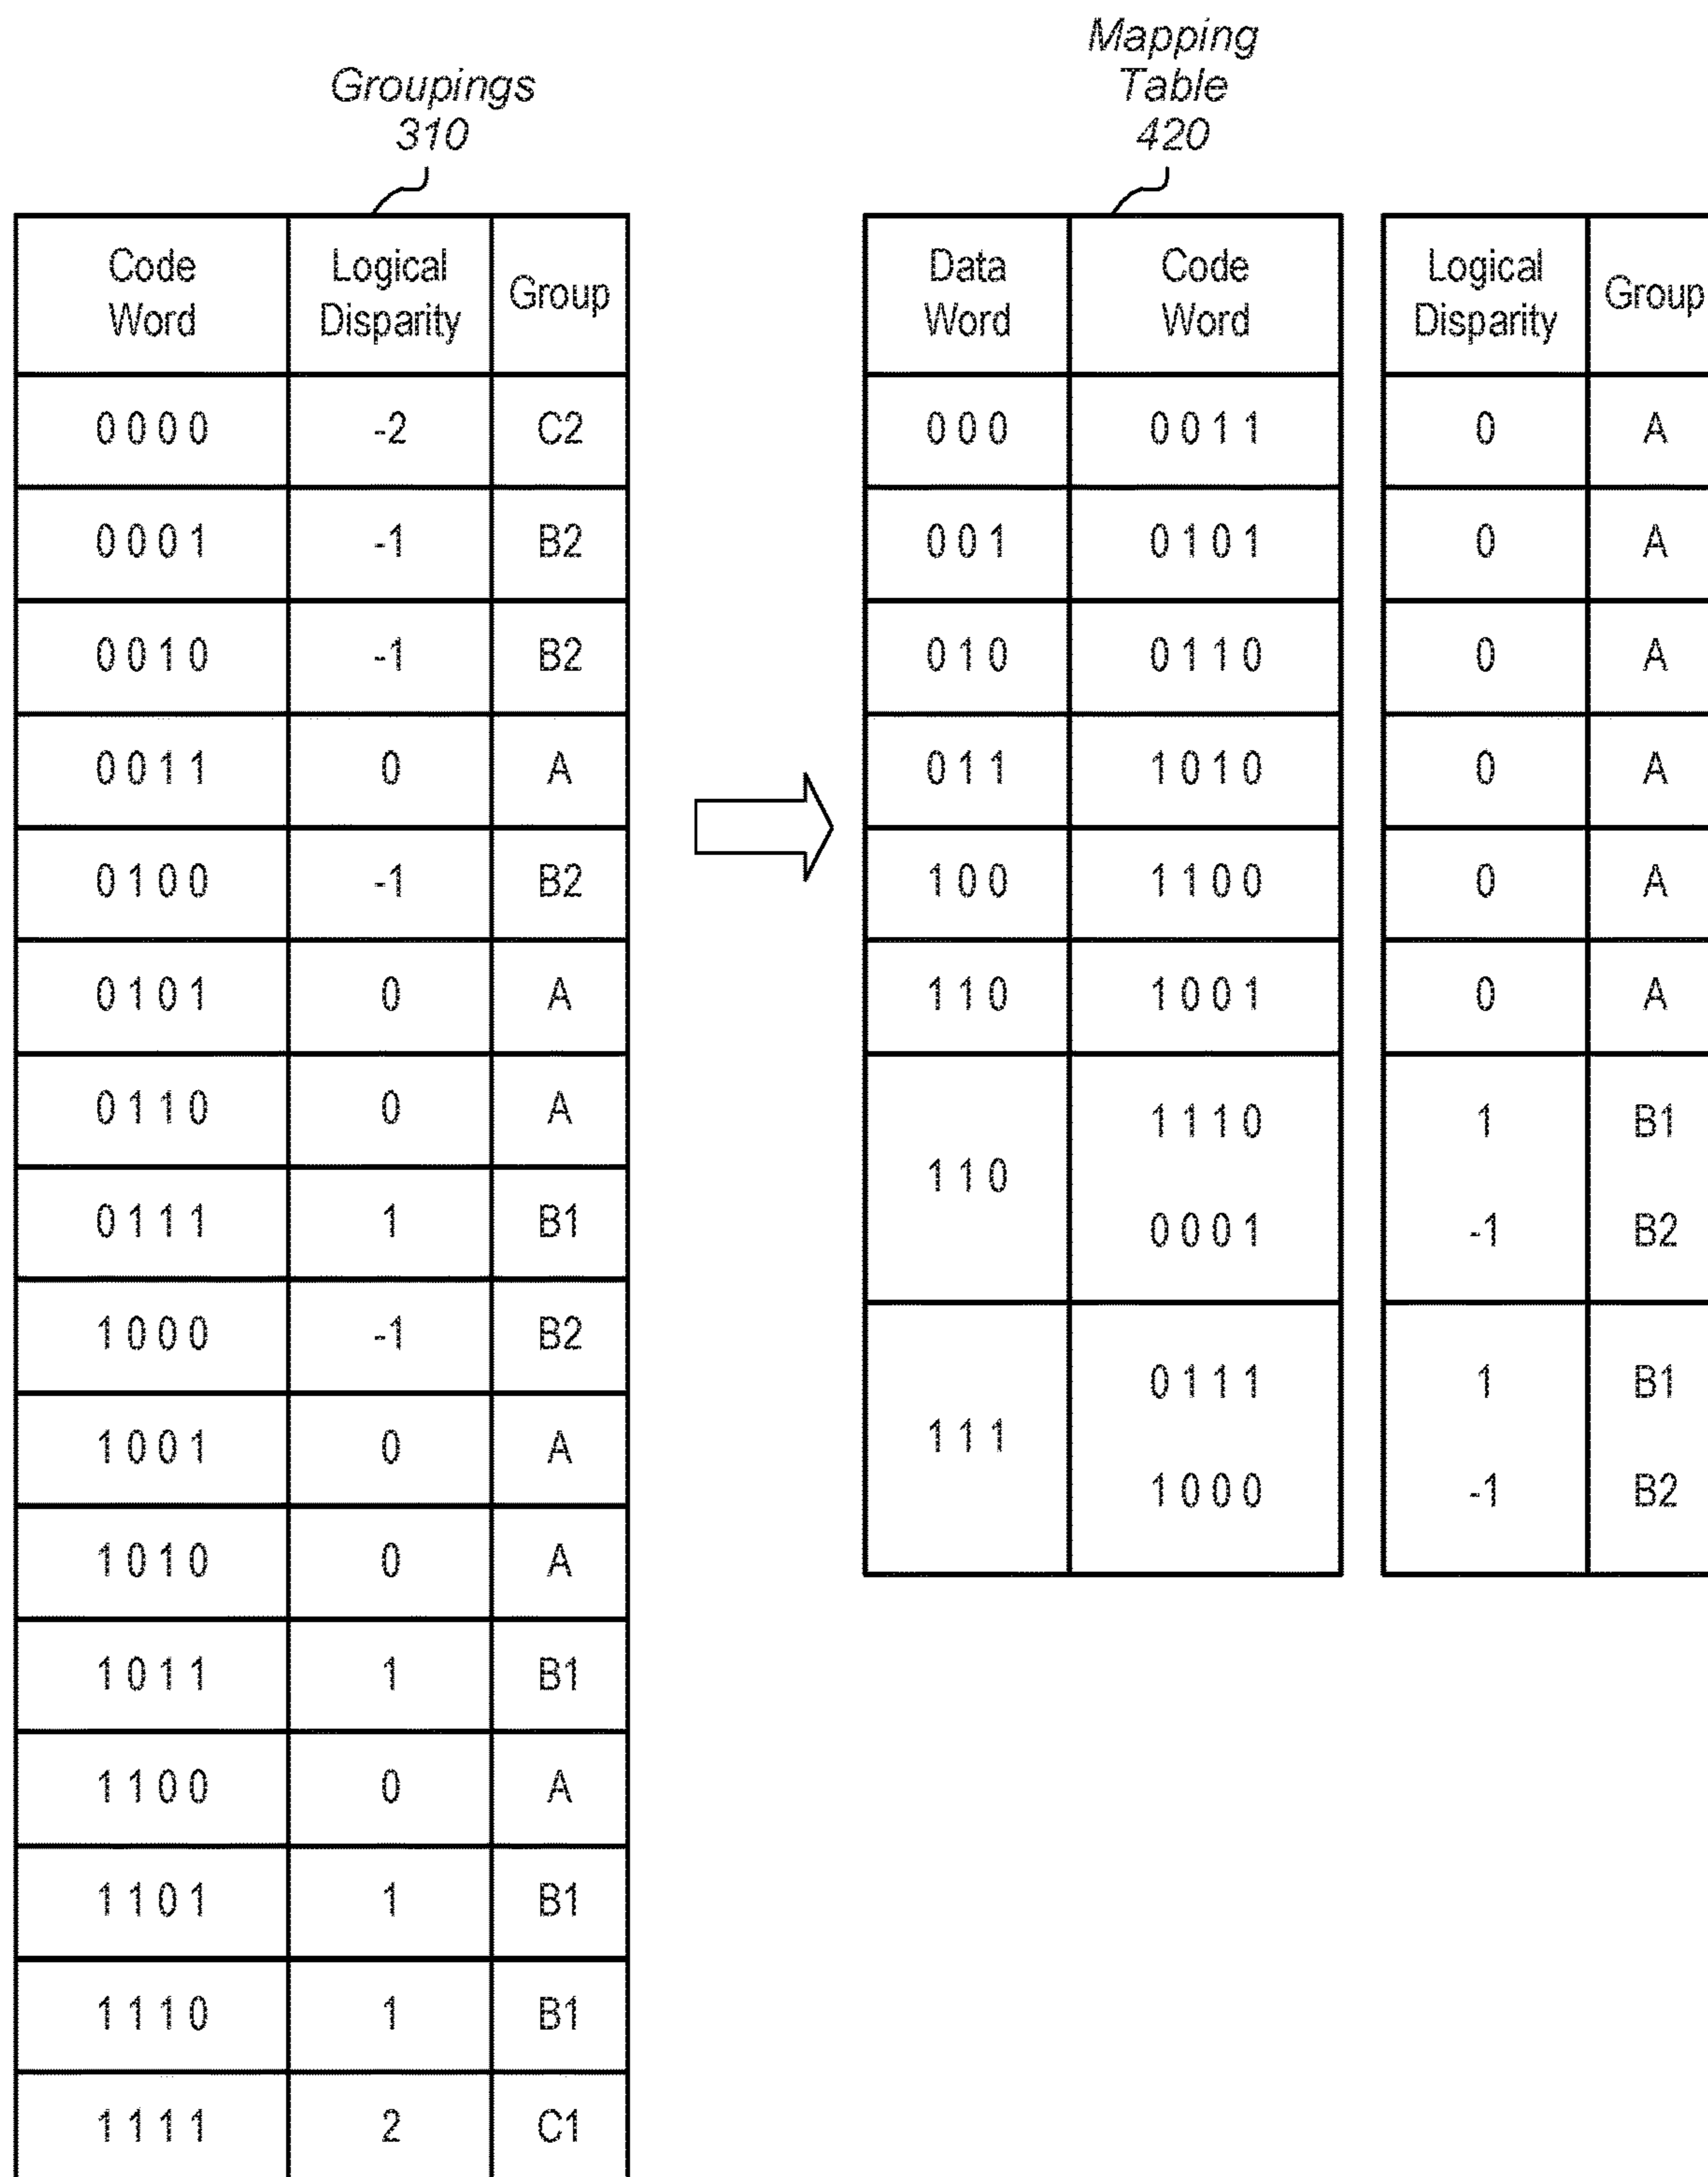 Groupings
310
Code Word Logical Disparity Group
0 0 0 0 -2 C2
0 0 0 1 -1 B2
0 0 1 0 -1 B2
0 0 1 1 0 A
0 1 0 0 -1 B2
0 1 0 1 0 A
0 1 1 0 0 A
0 1 1 1 1 B1
1 0 0 0 -1 B2
1 0 0 1 0 A
1 0 1 0 0 A
1 0 1 1 1 B1
1 1 0 0 0 A
1 1 0 1 1 B1
1 1 1 0 1 B1
1 1 1 1 2 C1
Mapping
Table
420
Data Word Code Word Logical Disparity Group
0 0 0 0 0 1 1 0 A
0 0 1 0 1 0 1 0 A
0 1 0 0 1 1 0 0 A
0 1 1 1 0 1 0 0 A
1 0 0 1 1 0 0 0 A
1 1 0 1 0 0 1 0 A
1 1 0
1 1 1 0 1 B1
0 0 0 1 -1 B2
1 1 1
0 1 1 1 1 B1
1 0 0 0 -1 B2